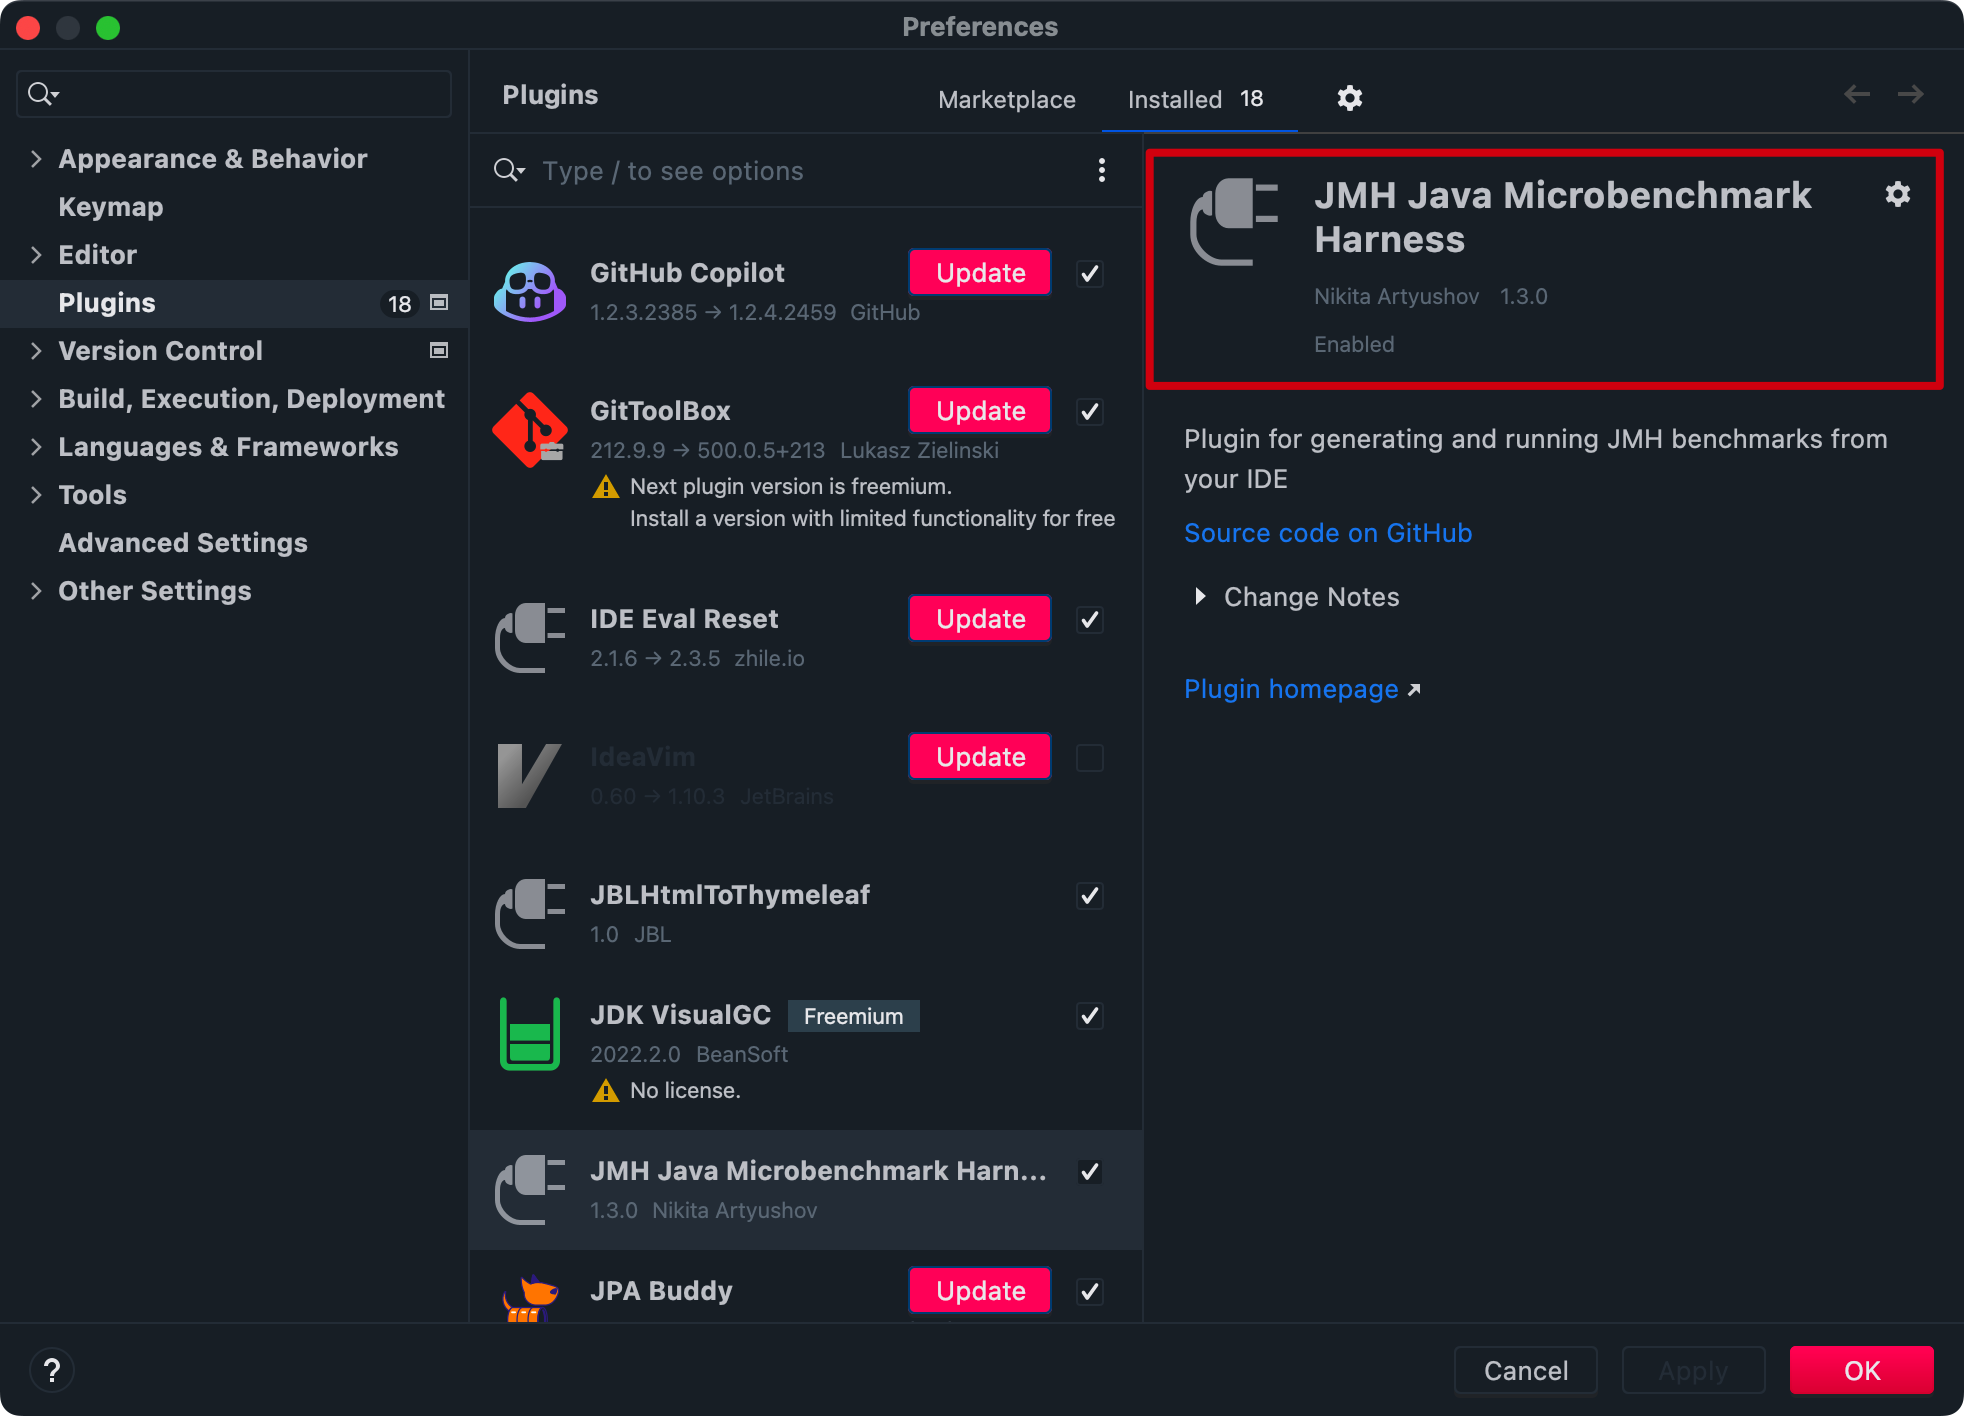 Preferences
Appearance & Behavior
Keymap
Editor
Plugins 18
Version Control
Build, Execution, Deployment
Languages & Frameworks
Tools
Advanced Settings
Other Settings
Plugins
Marketplace
Installed 18
Type / to see options
GitHub Copilot
Update
1.2.3.2385 → 1.2.4.2459 GitHub
GitToolBox
Update
212.9.9 → 500.0.5+213 Lukasz Zielinski
Next plugin version is freemium.
Install a version with limited functionality for free
IDE Eval Reset
Update
2.1.6 → 2.3.5 zhile.io
IdeaVim
Update
0.60 → 1.10.3 JetBrains
JBLHtmlToThymeleaf
1.0 JBL
JDK VisualGC Freemium
2022.2.0 BeanSoft
No license.
JMH Java Microbenchmark Harn...
1.3.0 Nikita Artyushov
JPA Buddy
Update
JMH Java Microbenchmark
Harness
Nikita Artyushov 1.3.0
Enabled
Plugin for generating and running JMH benchmarks from
your IDE
Source code on GitHub
Change Notes
Plugin homepage
?
Cancel
Apply
OK